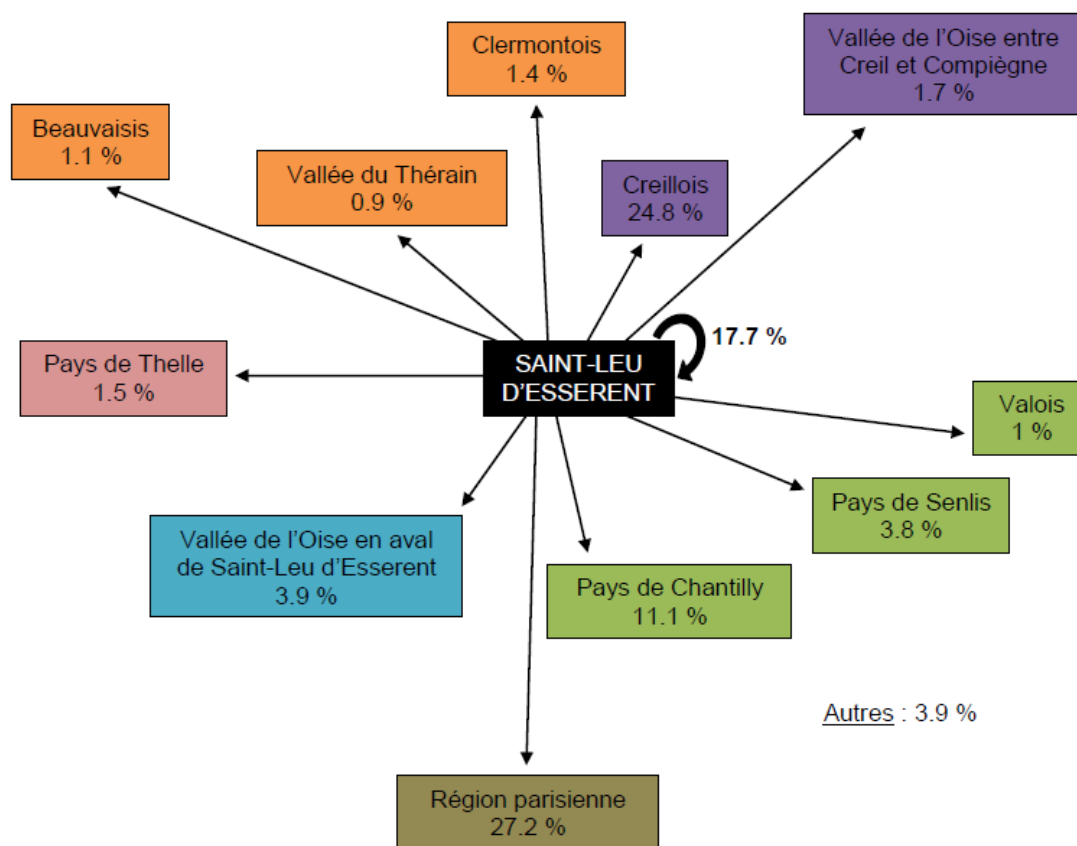 Clermontois
1.4 %
Vallée de l'Oise entre
Creil et Compiègne
1.7 %
Beauvaisis
1.1 %
Vallée du Thérain
0.9 %
Creillois
24.8 %
17.7 %
SAINT-LEU
D'ESSERENT
Pays de Thelle
1.5 %
Valois
1 %
Pays de Senlis
3.8 %
Vallée de l'Oise en aval
de Saint-Leu d'Esserent
3.9 %
Pays de Chantilly
11.1 %
Autres : 3.9 %
Région parisienne
27.2 %